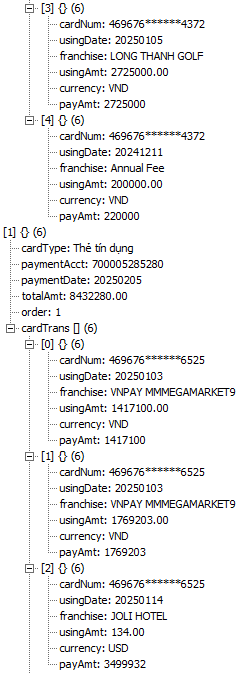 [3] {} (6)
cardNum: 469676******4372
usingDate: 20250105
franchise: LONG THANH GOLF
usingAmt: 2725000.00
currency: VND
payAmt: 2725000
[4] {} (6)
cardNum: 469676******4372
usingDate: 20241211
franchise: Annual Fee
usingAmt: 200000.00
currency: VND
payAmt: 220000
[1] {} (6)
cardType: Thẻ tín dụng
paymentAcct: 700005285280
paymentDate: 20250205
totalAmt: 8432280.00
order: 1
cardTrans [] (6)
[0] {} (6)
cardNum: 469676******6525
usingDate: 20250103
franchise: VNPAY MMMEGAMARKET9
usingAmt: 1417100.00
currency: VND
payAmt: 1417100
[1] {} (6)
cardNum: 469676******6525
usingDate: 20250103
franchise: VNPAY MMMEGAMARKET9
usingAmt: 1769203.00
currency: VND
payAmt: 1769203
[2] {} (6)
cardNum: 469676******6525
usingDate: 20250114
franchise: JOLI HOTEL
usingAmt: 134.00
currency: USD
payAmt: 3499932